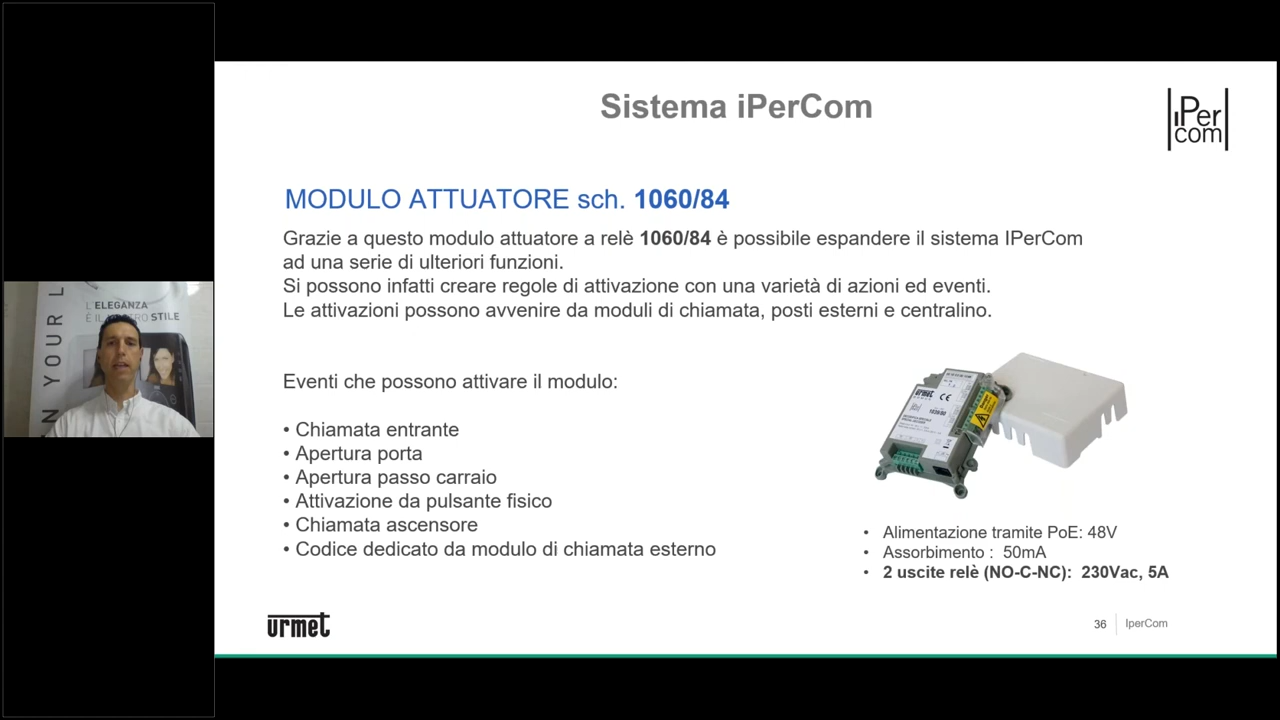 Sistema iPerCom
iPer
com
MODULO ATTUATORE sch. 1060/84
Grazie a questo modulo attuatore a relè 1060/84 è possibile espandere il sistema IPerCom
ad una serie di ulteriori funzioni.
Si possono infatti creare regole di attivazione con una varietà di azioni ed eventi.
Le attivazioni possono avvenire da moduli di chiamata, posti esterni e centralino.
Eventi che possono attivare il modulo:
• Chiamata entrante
• Apertura porta
• Apertura passo carraio
• Attivazione da pulsante fisico
• Chiamata ascensore
• Codice dedicato da modulo di chiamata esterno
urmet
CE
• Alimentazione tramite PoE: 48V
• Assorbimento : 50mA
• 2 uscite relè (NO-C-NC): 230Vac, 5A
urmet
36
IperCom
N YOUR L
L'ELEGANZA
È IL STRO STILE